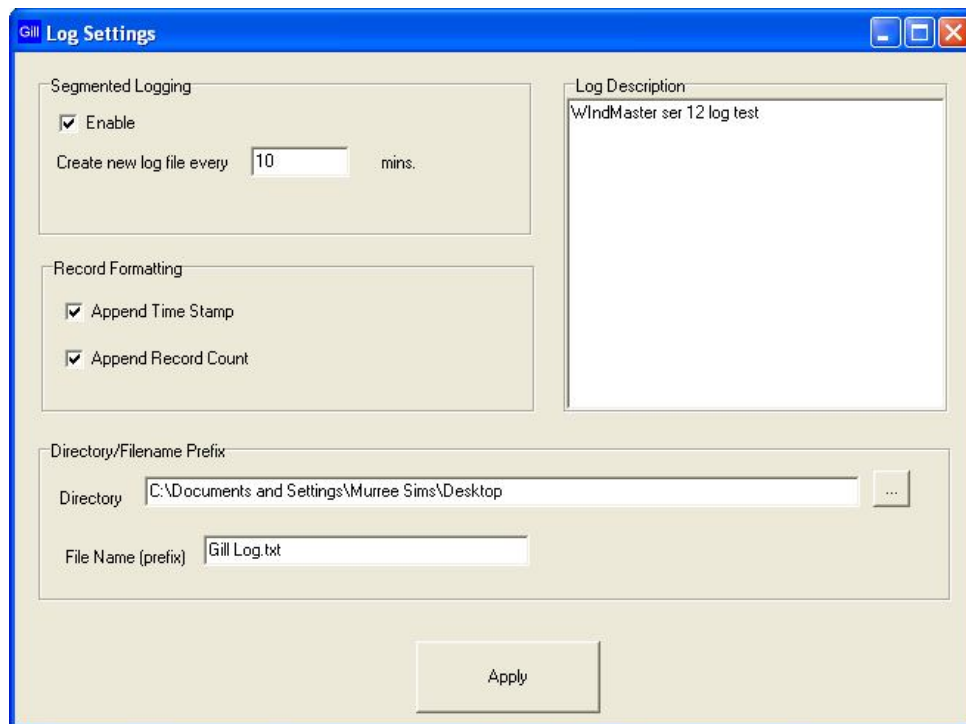 Gill Log Settings
Segmented Logging
Enable
Create new log file every 10 mins.
Record Formatting
Append Time Stamp
Append Record Count
Log Description
WIndMaster ser 12 log test
Directory/Filename Prefix
Directory C:\Documents and Settings\Murree Sims\Desktop ...
File Name (prefix) Gill Log.txt
Apply